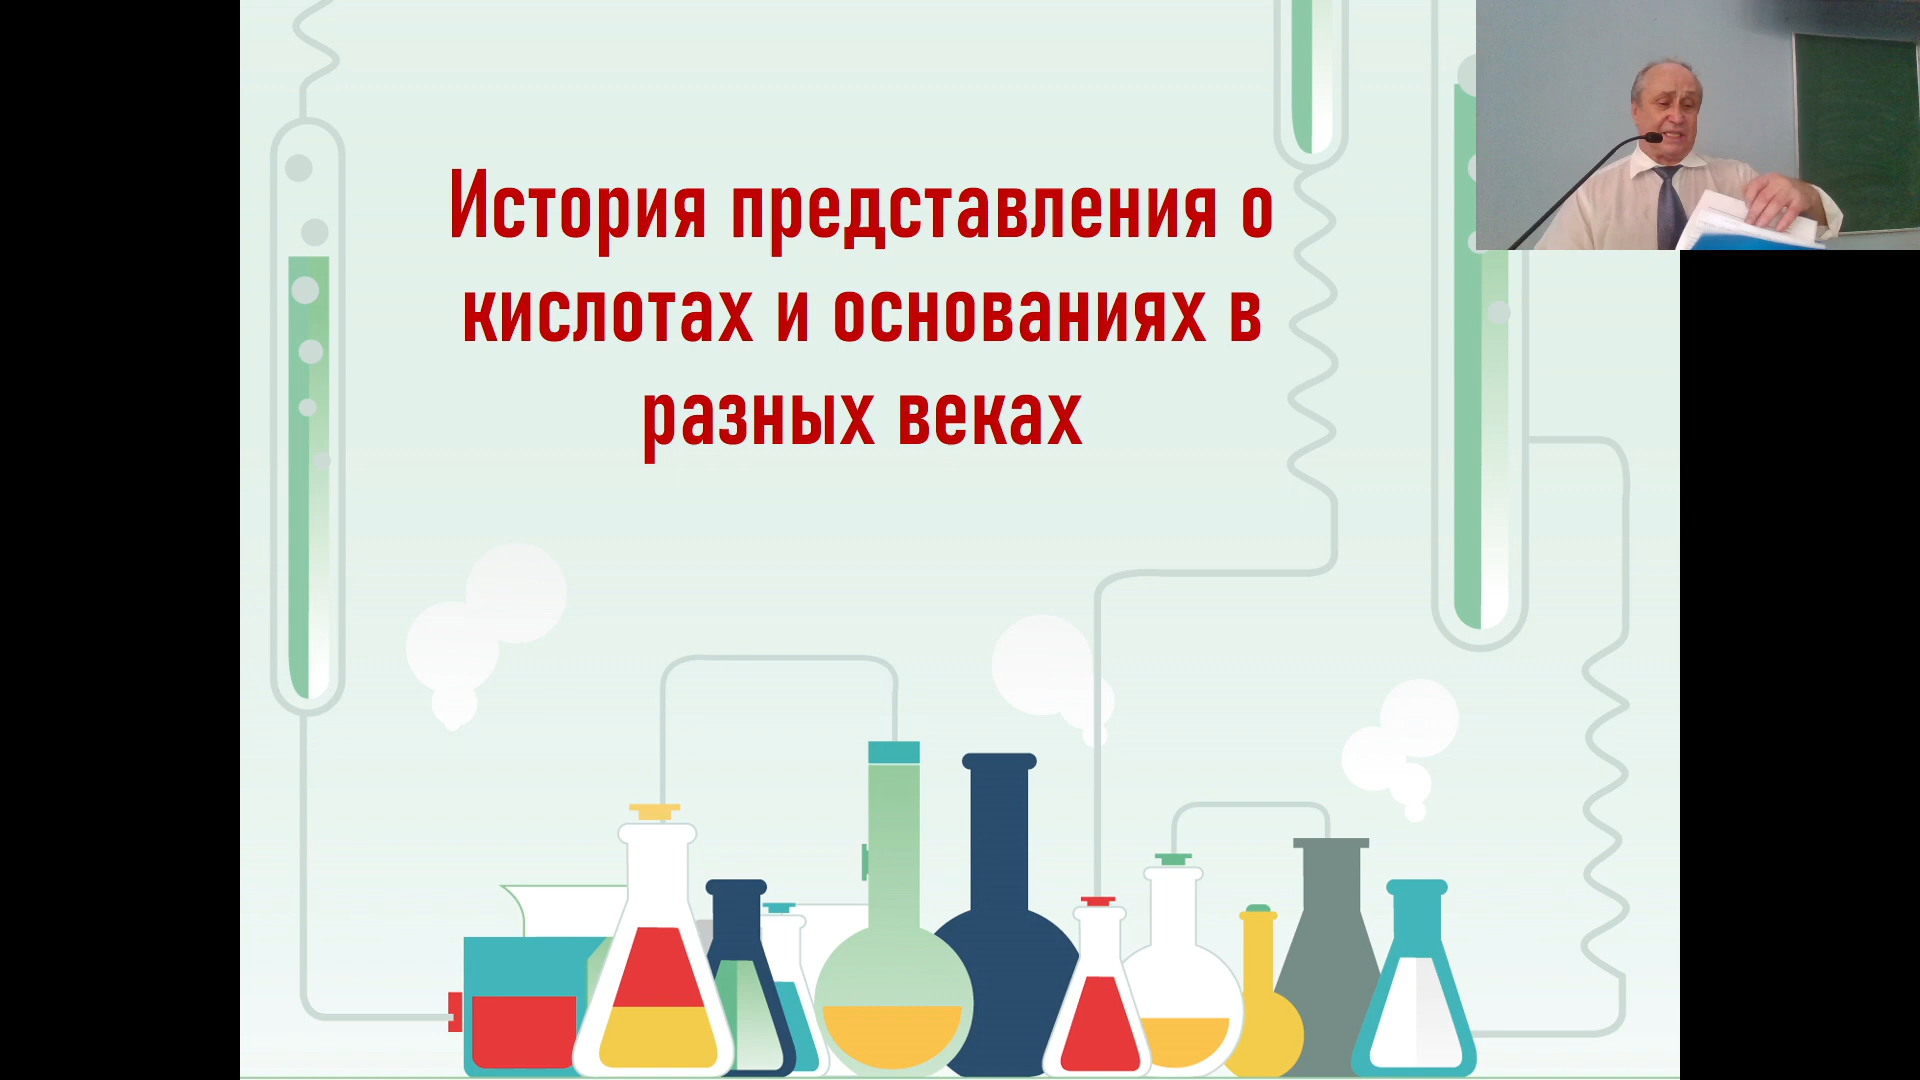 История представления о
кислотах и основаниях в
разных веках